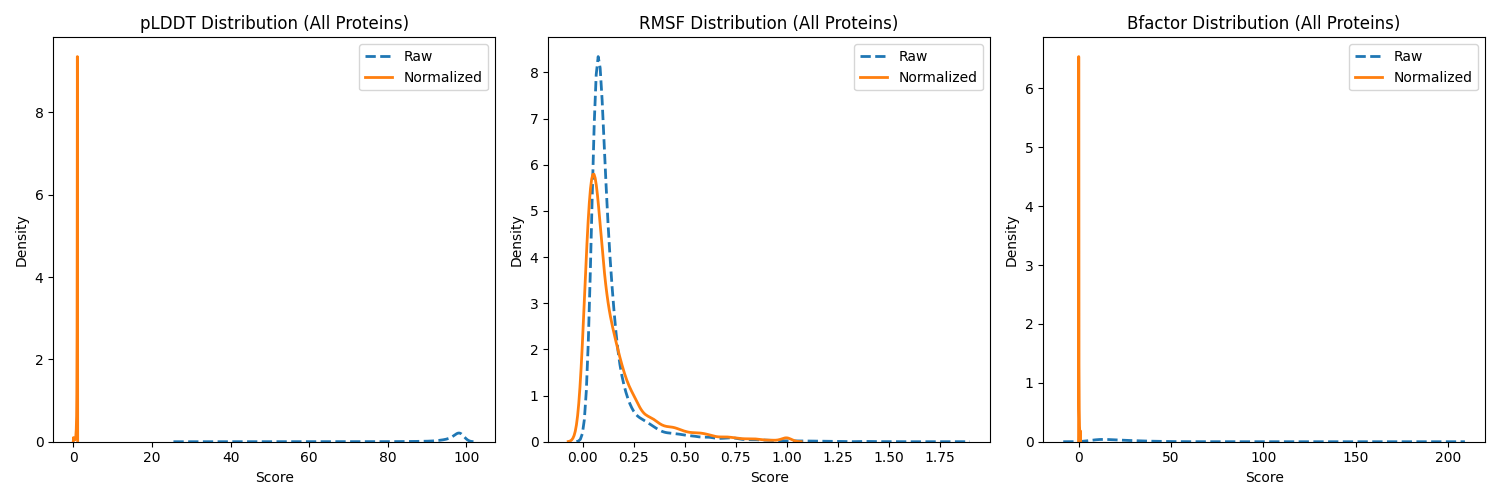 pLDDT Distribution (All Proteins)
Raw
Normalized
Density
8
6
4
2
0
0 20 40 60 80 100
Score
RMSF Distribution (All Proteins)
Raw
Normalized
Density
8
7
6
5
4
3
2
1
0
0.00 0.25 0.50 0.75 1.00 1.25 1.50 1.75
Score
Bfactor Distribution (All Proteins)
Raw
Normalized
Density
6
5
4
3
2
1
0
0 50 100 150 200
Score